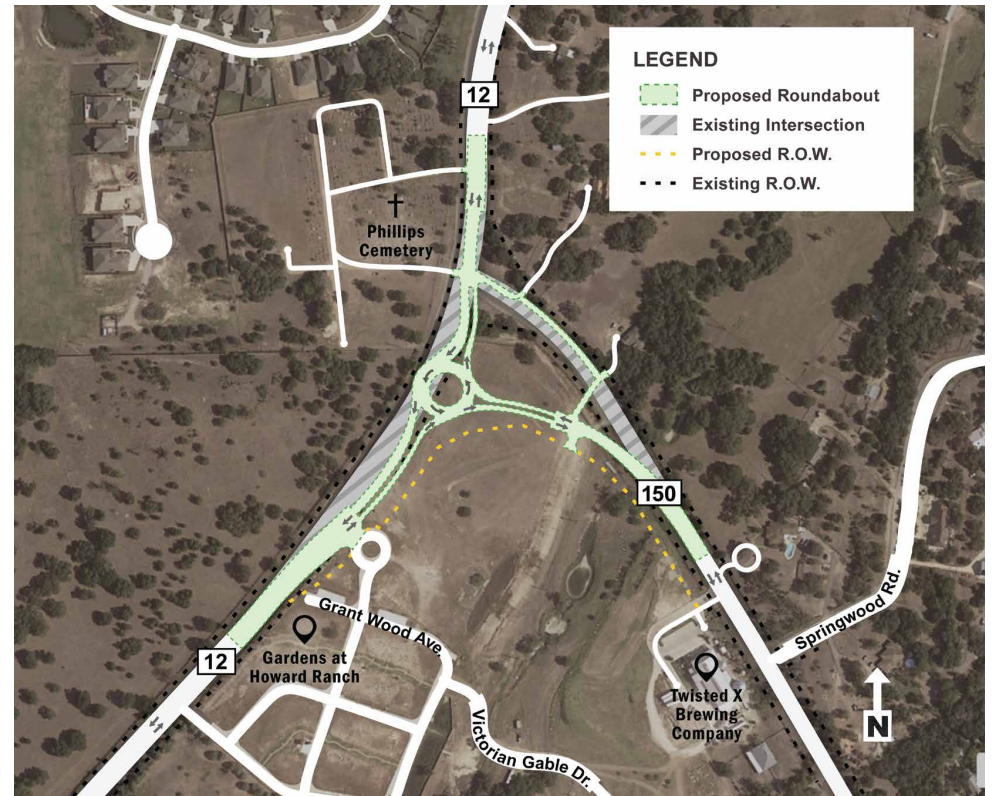 12
LEGEND
Proposed Roundabout
Existing Intersection
Proposed R.O.W.
Existing R.O.W.
Phillips
Cemetery
150
Springwood Rd.
Grant Wood Ave.
12
Gardens at
Howard Ranch
Twisted X
Brewing
Company
Victorian Gable Dr.
N